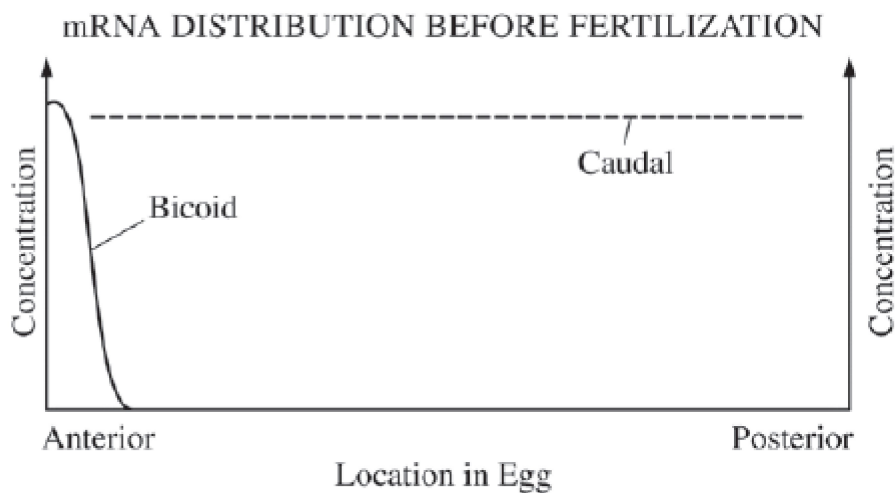 mRNA DISTRIBUTION BEFORE FERTILIZATION
Concentration
Bicoid
Caudal
Concentration
Anterior
Posterior
Location in Egg